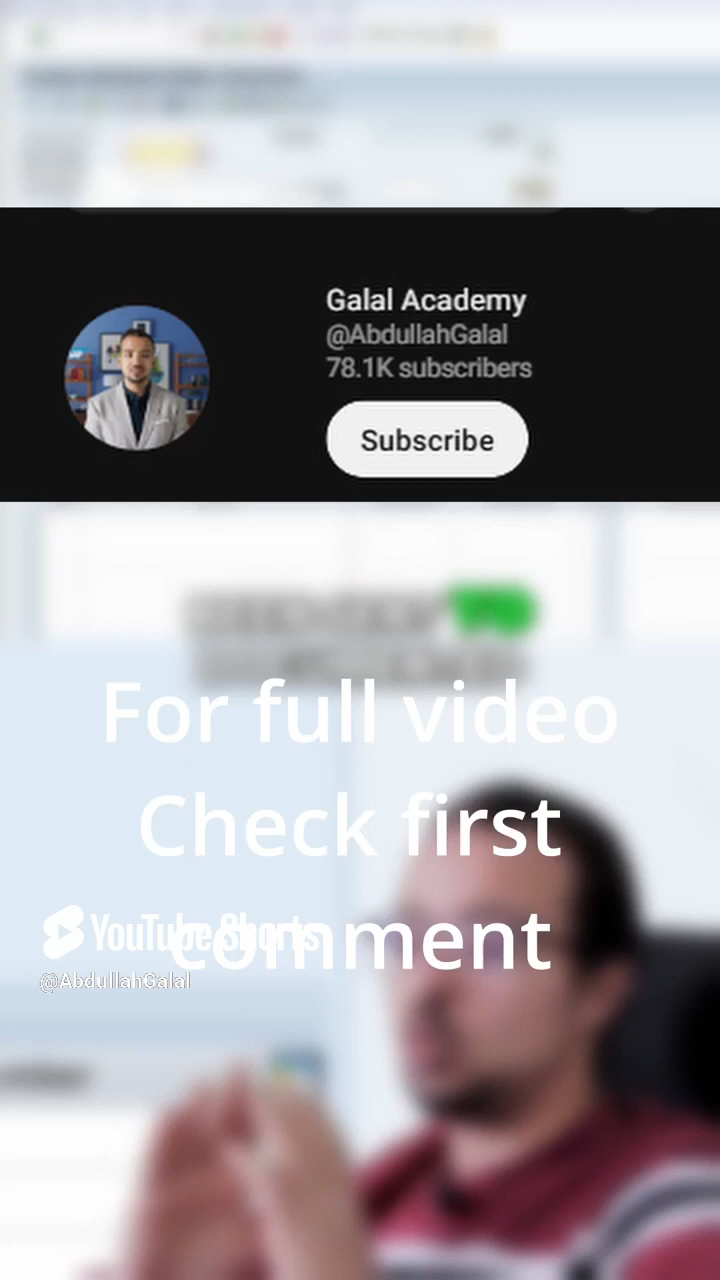 Galal Academy
@AbdullahGalal
78.1K subscribers
Subscribe
For full video
Check first
comment
YouTube Shorts
@AbdullahGalal